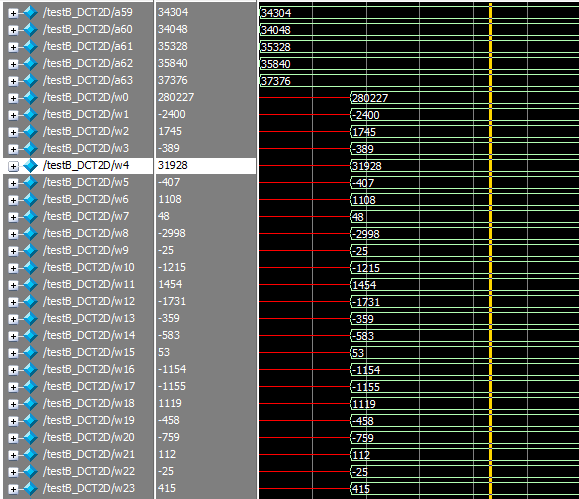 /testB_DCT2D/a59 34304 34304
/testB_DCT2D/a60 34048 34048
/testB_DCT2D/a61 35328 35328
/testB_DCT2D/a62 35840 35840
/testB_DCT2D/a63 37376 37376
/testB_DCT2D/w0 280227 280227
/testB_DCT2D/w1 -2400 -2400
/testB_DCT2D/w2 1745 1745
/testB_DCT2D/w3 -389 -389
/testB_DCT2D/w4 31928 31928
/testB_DCT2D/w5 -407 -407
/testB_DCT2D/w6 1108 1108
/testB_DCT2D/w7 48 48
/testB_DCT2D/w8 -2998 -2998
/testB_DCT2D/w9 -25 -25
/testB_DCT2D/w10 -1215 -1215
/testB_DCT2D/w11 1454 1454
/testB_DCT2D/w12 -1731 -1731
/testB_DCT2D/w13 -359 -359
/testB_DCT2D/w14 -583 -583
/testB_DCT2D/w15 53 53
/testB_DCT2D/w16 -1154 -1154
/testB_DCT2D/w17 -1155 -1155
/testB_DCT2D/w18 1119 1119
/testB_DCT2D/w19 -458 -458
/testB_DCT2D/w20 -759 -759
/testB_DCT2D/w21 112 112
/testB_DCT2D/w22 -25 -25
/testB_DCT2D/w23 415 415